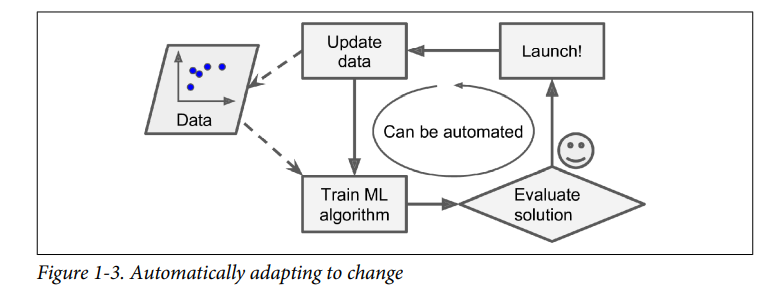 Update
data
Launch!
Data
Can be automated
Train ML
algorithm
Evaluate
solution
Figure 1-3. Automatically adapting to change